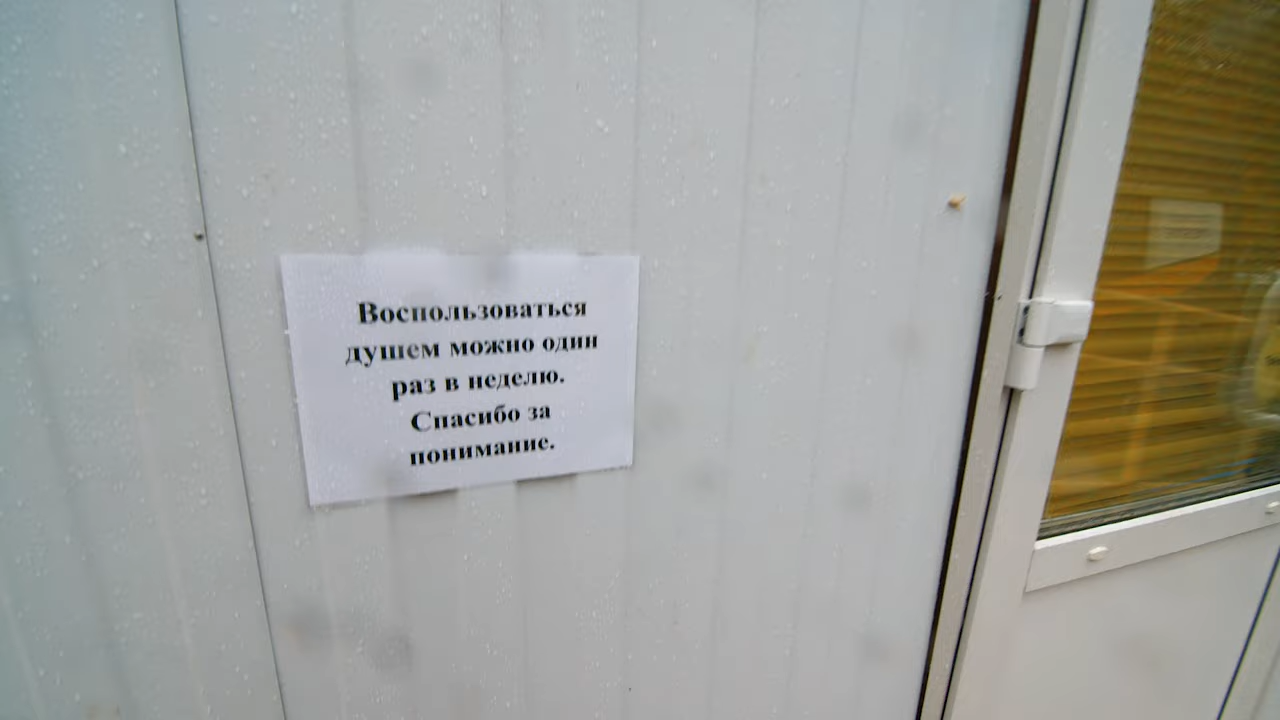 Воспользоваться
душем можно один
раз в неделю.
Спасибо за
понимание.